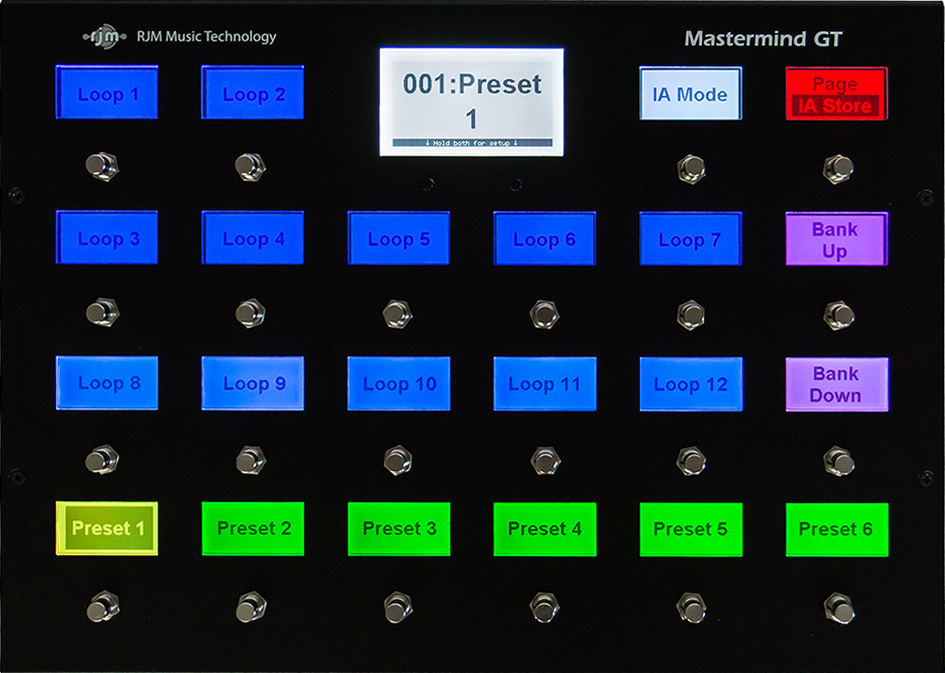 rjm RJM Music Technology
Mastermind GT
Loop 1
Loop 2
001:Preset
1
↓ Hold both for setup ↓
IA Mode
Page
IA Store
Loop 3
Loop 4
Loop 5
Loop 6
Loop 7
Bank
Up
Loop 8
Loop 9
Loop 10
Loop 11
Loop 12
Bank
Down
Preset 1
Preset 2
Preset 3
Preset 4
Preset 5
Preset 6